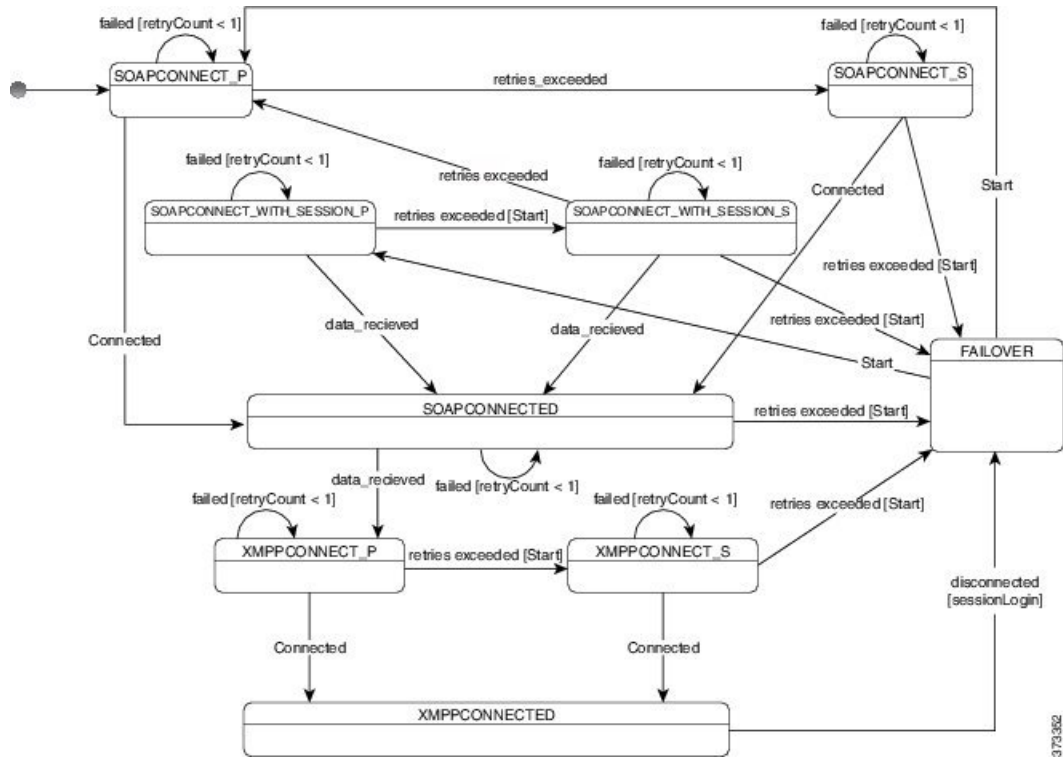 failed [retryCount < 1]
failed [retryCount < 1]
SOAPCONNECT_P
SOAPCONNECT_S
retries_exceeded
failed [retryCount < 1]
failed [retryCount < 1]
retries exceeded
Connected
Start
SOAPCONNECT_WITH_SESSION_P
retries exceeded [Start]
SOAPCONNECT_WITH_SESSION_S
retries exceeded [Start]
data_recieved
data_recieved
retries exceeded [Start]
Connected
Start
FAILOVER
SOAPCONNECTED
retries exceeded [Start]
data_recieved
failed [retryCount < 1]
failed [retryCount < 1]
failed [retryCount < 1]
retries exceeded [Start]
XMPPCONNECT_P
retries exceeded [Start]
XMPPCONNECT_S
disconnected
[sessionLogin]
Connected
Connected
XMPPCONNECTED
373352